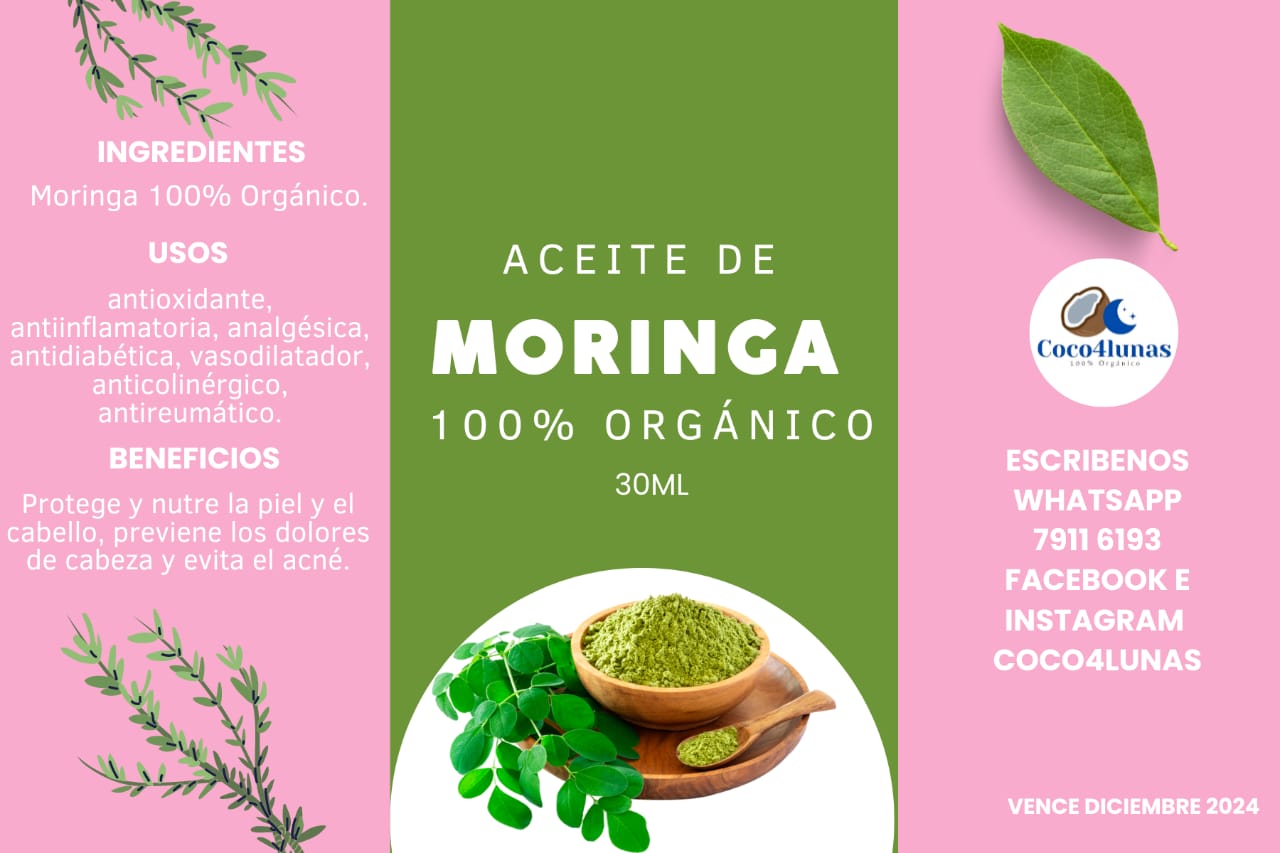 INGREDIENTES
Moringa 100% Orgánico.
USOS
antioxidante,
antiinflamatoria, analgésica,
antidiabética, vasodilatador,
anticolinérgico,
antireumático.
BENEFICIOS
Protege y nutre la piel y el
cabello, previene los dolores
de cabeza y evita el acné.
ACEITE DE
MORINGA
100% ORGÁNICO
30ML
Coco4lunas
100% Orgánico
ESCRIBENOS
WHATSAPP
7911 6193
FACEBOOK E
INSTAGRAM
COCO4LUNAS
VENCE DICIEMBRE 2024